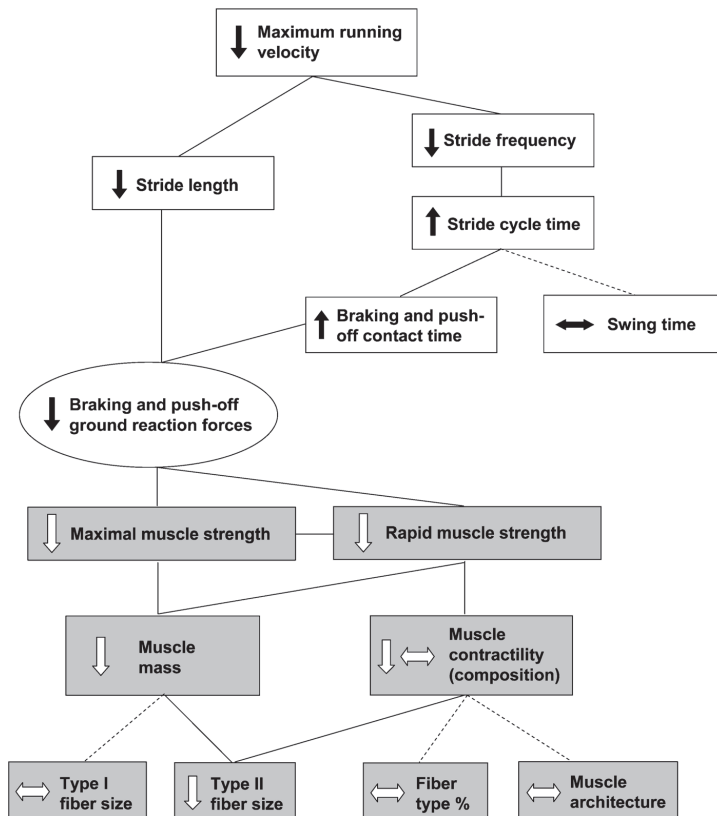 Maximum running
velocity
Stride frequency
Stride length
Stride cycle time
Braking and push-
off contact time
Swing time
Braking and push-off
ground reaction forces
Maximal muscle strength
Rapid muscle strength
Muscle
mass
Muscle
contractility
(composition)
Type I
fiber size
Type II
fiber size
Fiber
type %
Muscle
architecture